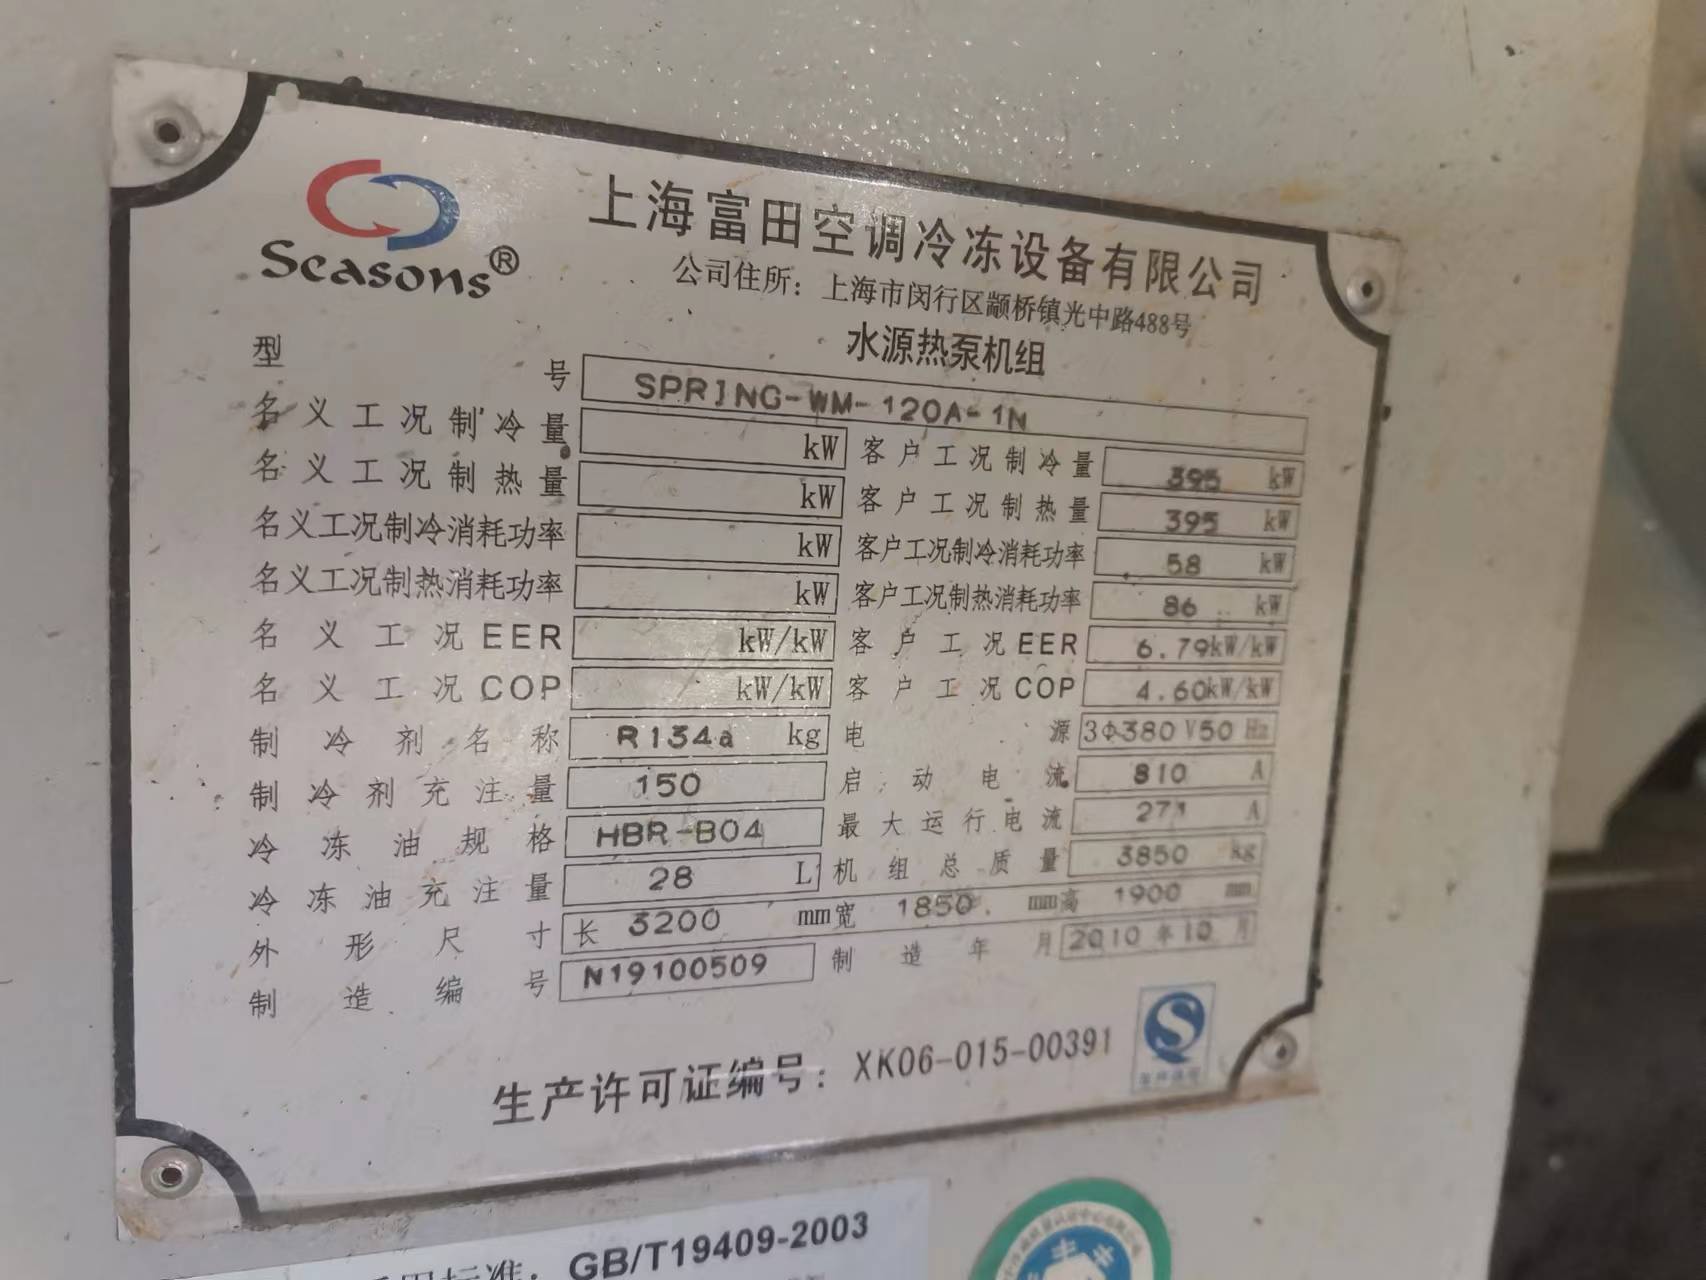 Seasons®
上海富田空调冷冻设备有限公司
公司住所：上海市闵行区颛桥镇光中路488号
水源热泵机组
型 号 SPRING-WM-120A-1N
名义工况制冷量 kW 客户工况制冷量 395 kW
名义工况制热量 kW 客户工况制热量 395 kW
名义工况制冷消耗功率 kW 客户工况制冷消耗功率 58 kW
名义工况制热消耗功率 kW 客户工况制热消耗功率 86 kW
名义工况EER kW/kW 客户工况EER 6.79kW/kW
名义工况COP kW/kW 客户工况COP 4.60kW/kW
制冷剂名称 R134a kg 电源 3Φ380V50Hz
制冷剂充注量 150 启动电流 810 A
冷冻油规格 HBR-B04 最大运行电流 271 A
冷冻油充注量 28 L 机组总质量 3850 kg
外形尺寸 长 3200 mm宽 1850 mm高 1900 mm
制造编号 N19100509 制造年月 2010年10月
生产许可证编号：XK06-015-00391
GB/T19409-2003